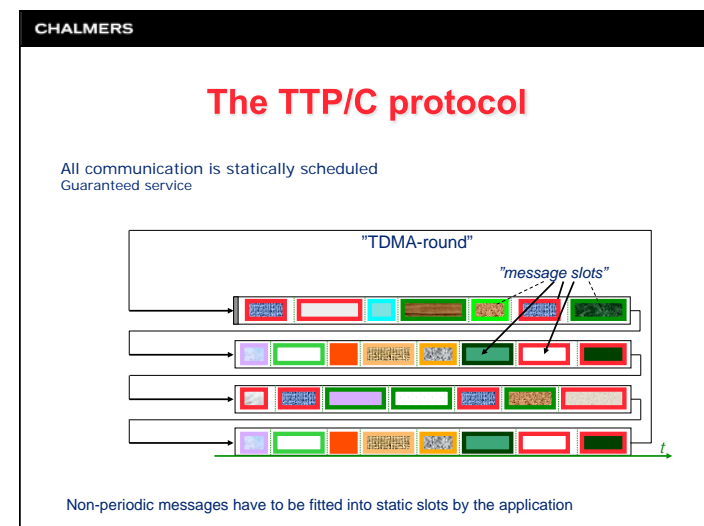 CHALMERS
The TTP/C protocol
All communication is statically scheduled
Guaranteed service
”TDMA-round”
”message slots”
t
Non-periodic messages have to be fitted into static slots by the application